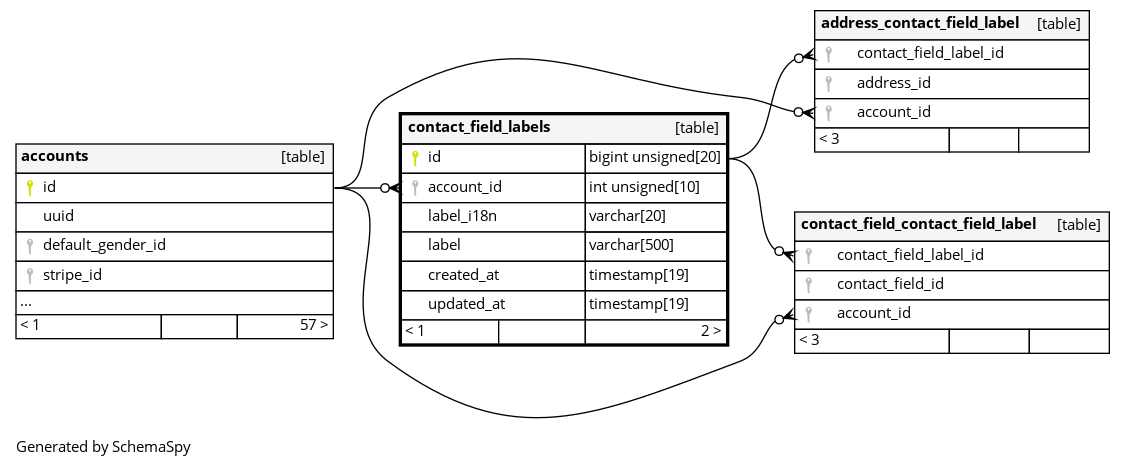 accounts [table]
id
uuid
default_gender_id
stripe_id
...
< 1 57 >
contact_field_labels [table]
id bigint unsigned[20]
account_id int unsigned[10]
label_i18n varchar[20]
label varchar[500]
created_at timestamp[19]
updated_at timestamp[19]
< 1 2 >
address_contact_field_label [table]
contact_field_label_id
address_id
account_id
< 3
contact_field_contact_field_label [table]
contact_field_label_id
contact_field_id
account_id
< 3
Generated by SchemaSpy